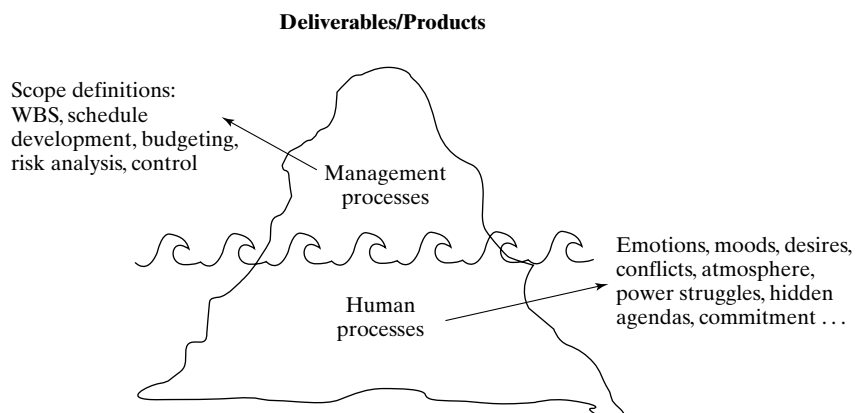 Deliverables/Products
Scope definitions:
WBS, schedule
development, budgeting,
risk analysis, control
Management
processes
Emotions, moods, desires,
conflicts, atmosphere,
power struggles, hidden
agendas, commitment …
Human
processes